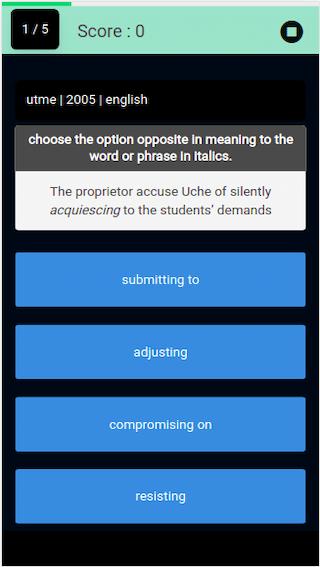 1 / 5 Score : 0
utme | 2005 | english
choose the option opposite in meaning to the
word or phrase in italics.
The proprietor accuse Uche of silently
acquiescing to the students' demands
submitting to
adjusting
compromising on
resisting